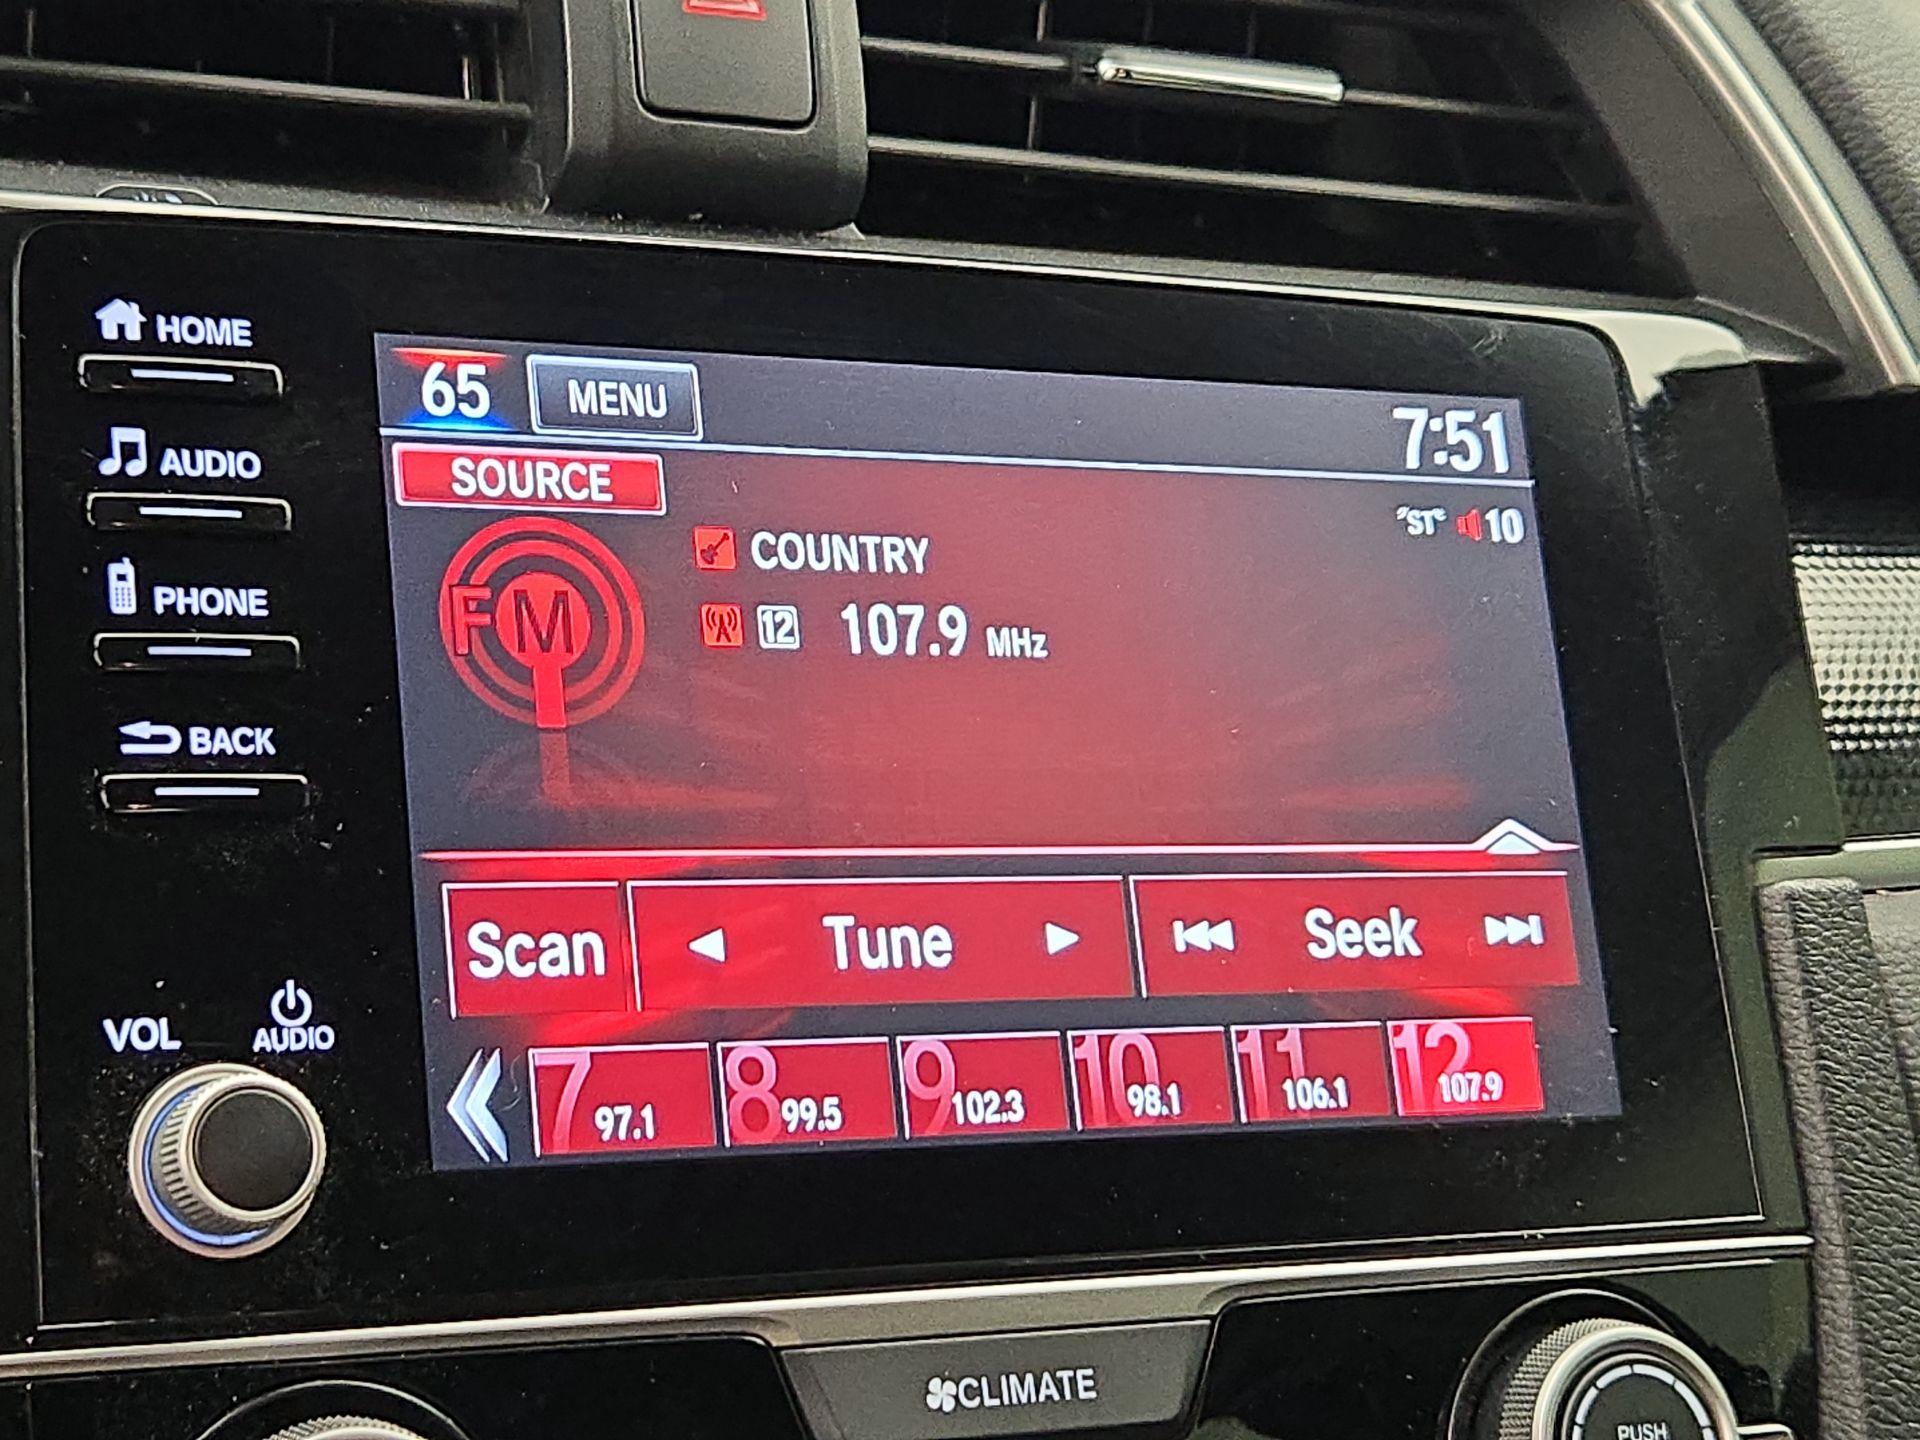 HOME
AUDIO
PHONE
BACK
VOL
AUDIO
65 MENU 7:51
SOURCE
"ST" 10
FM
COUNTRY
12 107.9 MHz
Scan Tune Seek
7 97.1 8 99.5 9 102.3 10 98.1 11 106.1 12 107.9
CLIMATE
PUSH